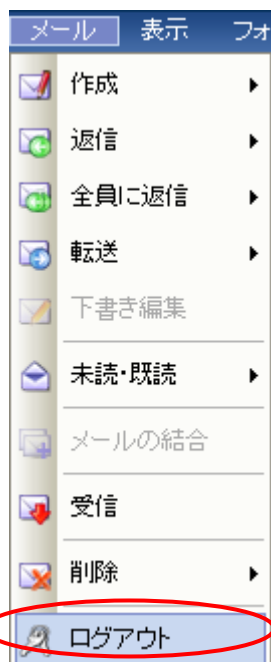 メール 表示 フォ
作成
返信
全員に返信
転送
下書き編集
未読・既読
メールの結合
受信
削除
ログアウト